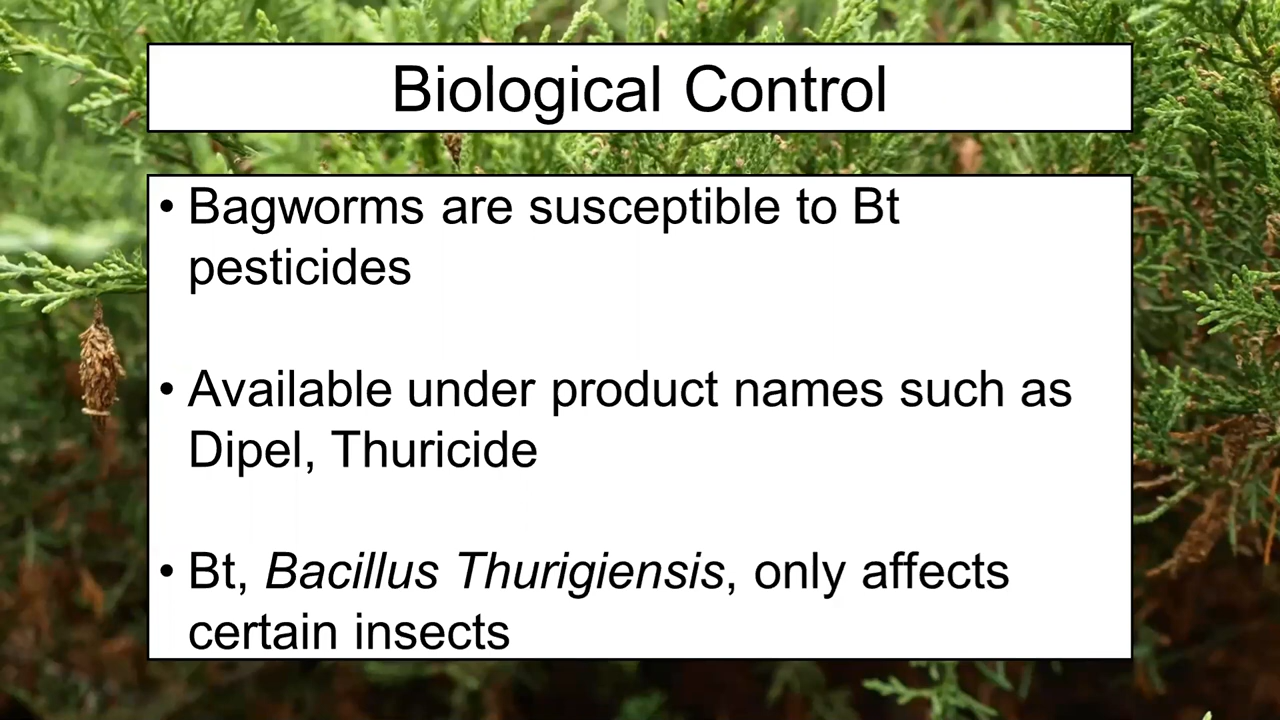 Biological Control
• Bagworms are susceptible to Bt
pesticides
• Available under product names such as
Dipel, Thuricide
• Bt, Bacillus Thurigiensis, only affects
certain insects